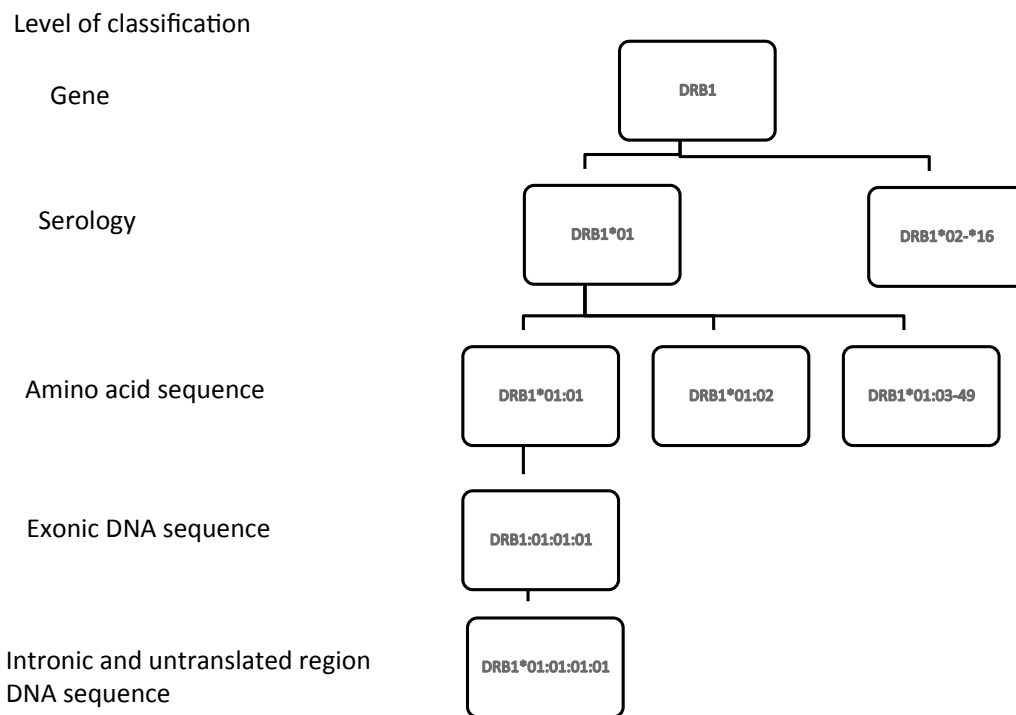 Level of classification
Gene
DRB1
Serology
DRB1*01
DRB1*02-*16
Amino acid sequence
DRB1*01:01
DRB1*01:02
DRB1*01:03-49
Exonic DNA sequence
DRB1:01:01:01
Intronic and untranslated region
DNA sequence
DRB1*01:01:01:01